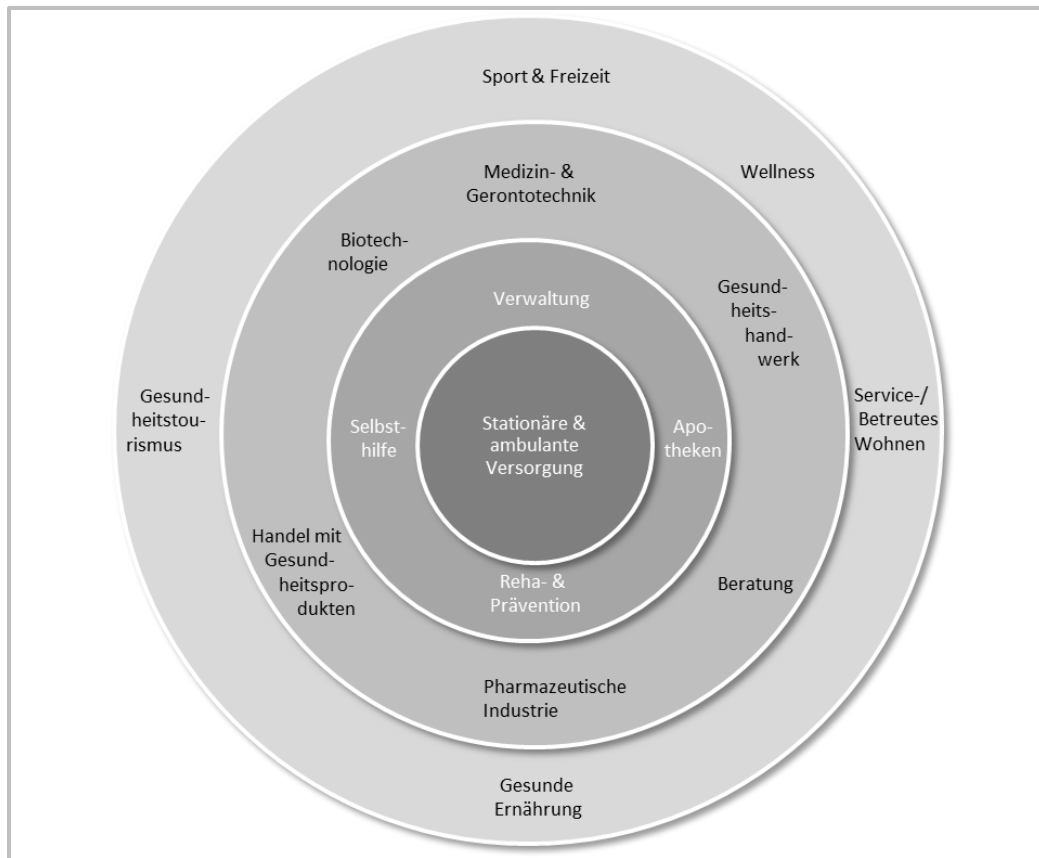 Sport & Freizeit
Medizin- &
Gerontotechnik
Wellness
Biotech-
nologie
Gesund-
heits-
hand-
werk
Verwaltung
Gesund-
heitstou-
rismus
Selbst-
hilfe
Stationäre &
ambulante
Versorgung
Apo-
theken
Service-/
Betreutes
Wohnen
Handel mit
Gesund-
heitspro-
dukten
Reha- &
Prävention
Beratung
Pharmazeutische
Industrie
Gesunde
Ernährung